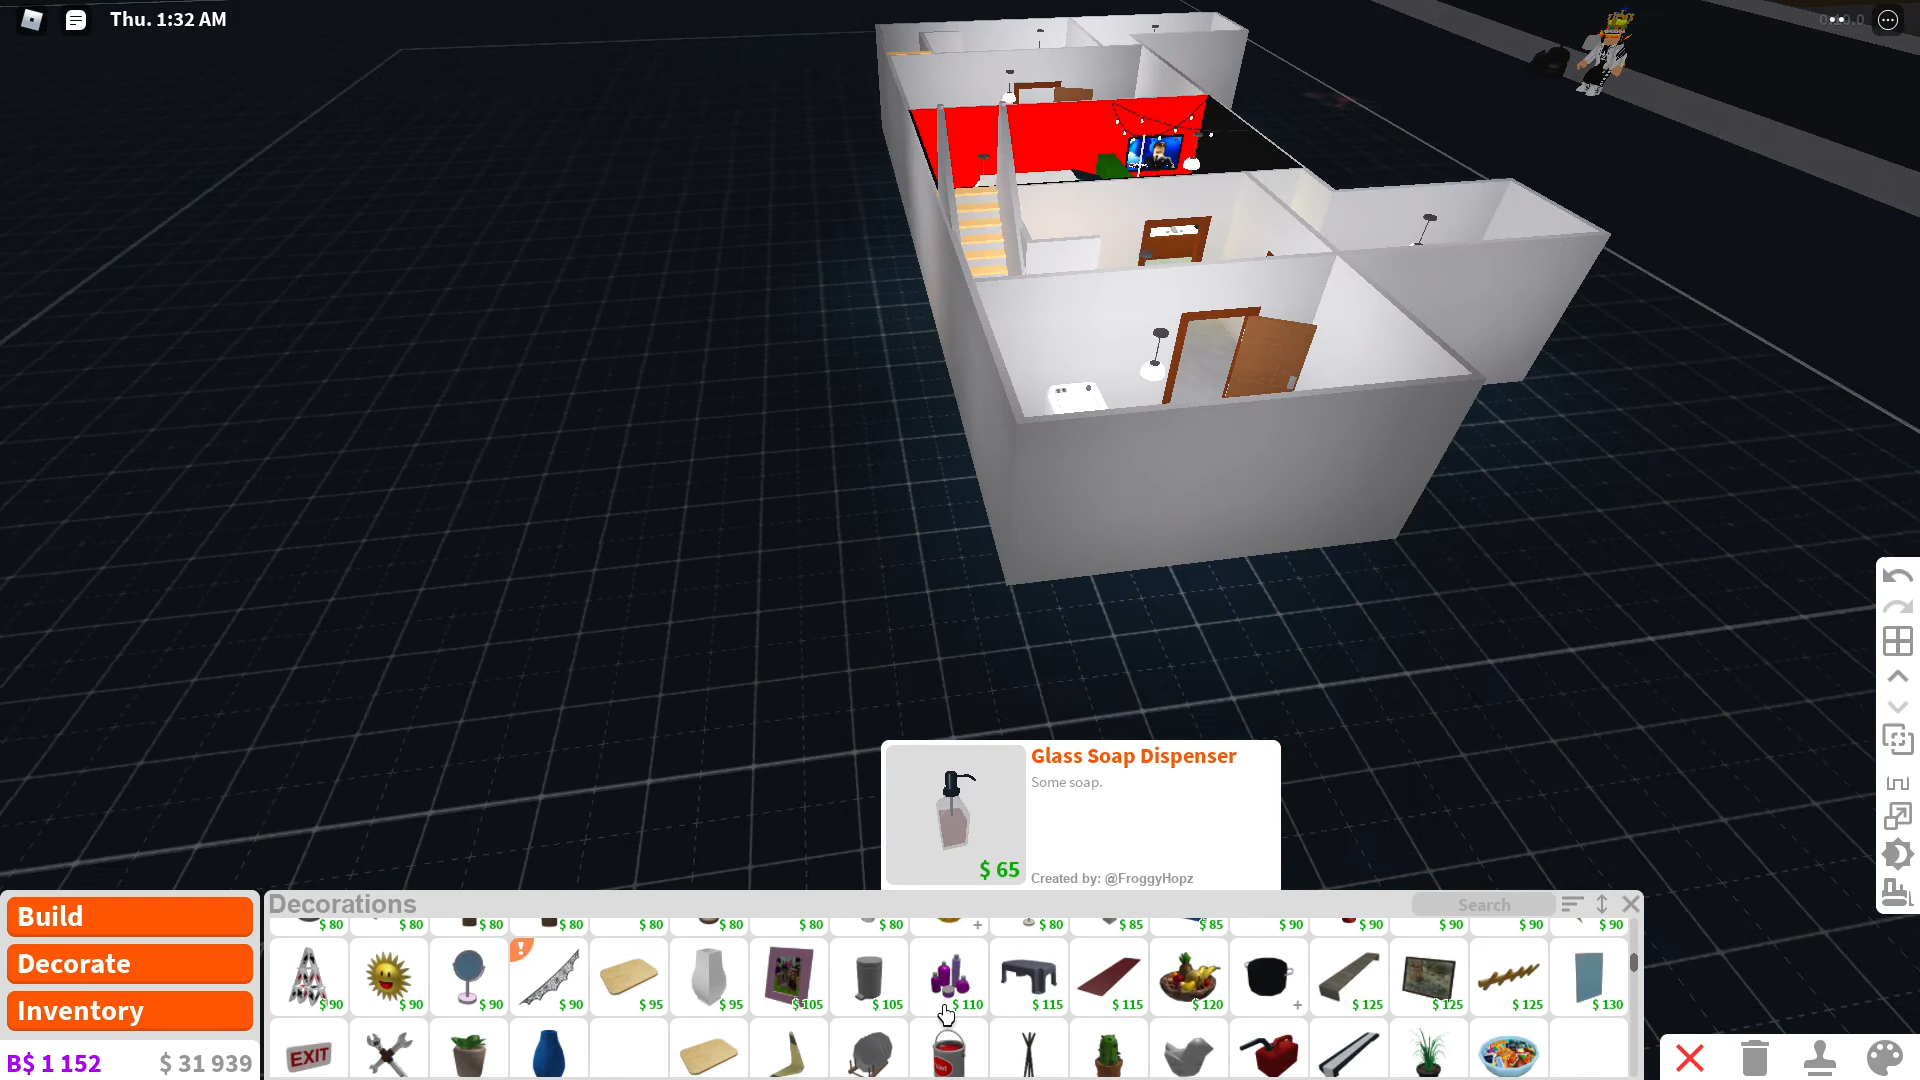 Thu. 1:32 AM
Glass Soap Dispenser
Some soap.
$ 65
Created by: @FroggyHopz
Build
Decorate
Inventory
B$ 1 152
$ 31 939
Decorations
Search
$ 80 $ 80 $ 80 $ 80 $ 80 $ 80 $ 80 $ 80 + $ 80 $ 85 $ 85 $ 90 $ 90 $ 90 $ 90 $ 90
$ 90 $ 90 $ 90 $ 90 $ 95 $ 95 $ 105 $ 105 $ 110 $ 115 $ 115 $ 120 + $ 125 $ 125 $ 125 $ 130
EXIT